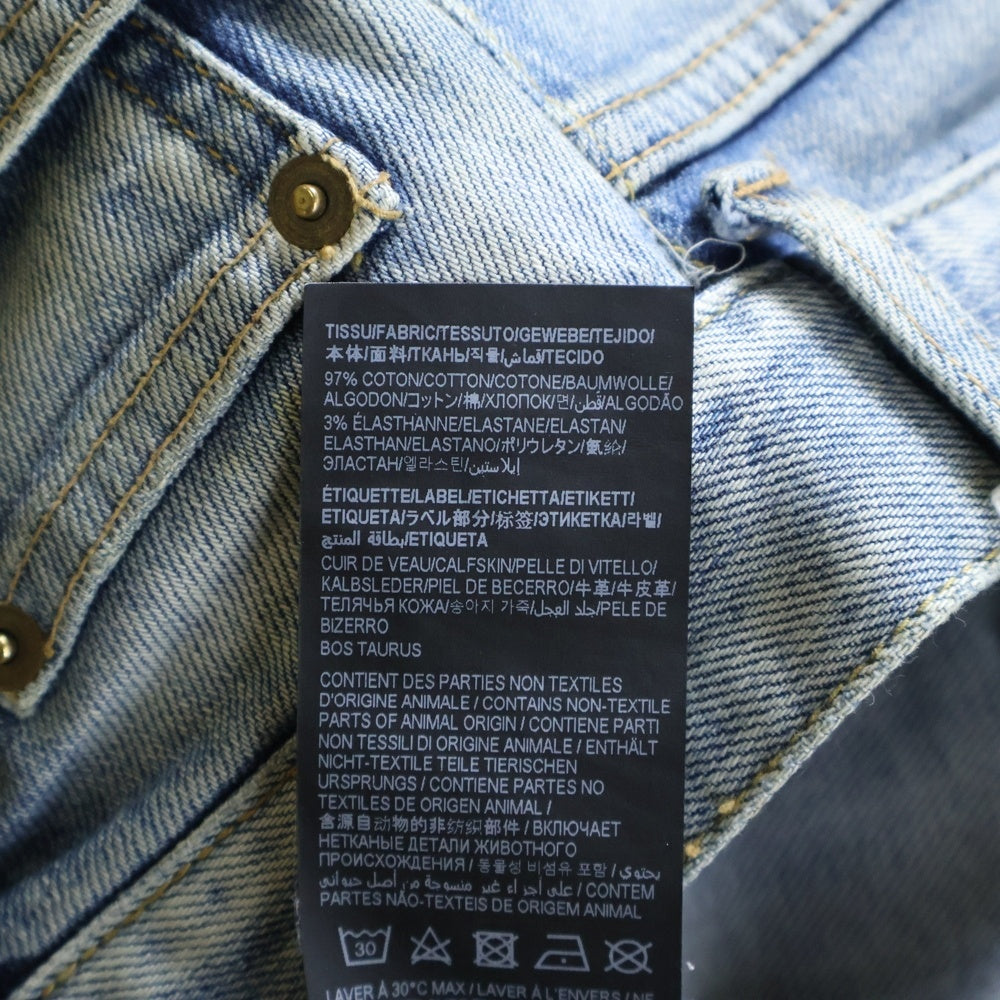 TISSU/FABRIC/TESSUTO/GEWEBE/TEJIDO/
本体/面料/ТКАНЬ/직물/قماش/TECIDO
97% COTON/COTTON/COTONE/BAUMWOLLE/
ALGODON/コットン/棉/ХЛОПОК/면/قطن/ALGODÃO
3% ÉLASTHANNE/ELASTANE/ELASTAN/
ELASTHAN/ELASTANO/ポリウレタン/氨纶/
ЭЛАСТАН/엘라스틴/إيلاستين
ÉTIQUETTE/LABEL/ETICHETTA/ETIKETT/
ETIQUETA/ラベル部分/标签/ЭТИКЕТКА/라벨/
بطاقة المنتج/ETIQUETA
CUIR DE VEAU/CALFSKIN/PELLE DI VITELLO/
KALBSLEDER/PIEL DE BECERRO/牛革/牛皮革/
ТЕЛЯЧЬЯ КОЖА/송아지 가죽/جلد العجل/PELE DE
BIZERRO
BOS TAURUS
CONTIENT DES PARTIES NON TEXTILES
D'ORIGINE ANIMALE / CONTAINS NON-TEXTILE
PARTS OF ANIMAL ORIGIN / CONTIENE PARTI
NON TESSILI DI ORIGINE ANIMALE / ENTHÄLT
NICHT-TEXTILE TEILE TIERISCHEN
URSPRUNGS / CONTIENE PARTES NO
TEXTILES DE ORIGEN ANIMAL /
含源自动物的非纺织部件 / ВКЛЮЧАЕТ
НЕТКАНЫЕ ДЕТАЛИ ЖИВОТНОГО
ПРОИСХОЖДЕНИЯ / 동물성 비섬유 포함 / يحتوي
على أجزاء غير منسوجة من أصل حيواني / CONTEM
PARTES NÃO-TEXTEIS DE ORIGEM ANIMAL
30
LAVER À 30°C MAX / LAVER À L'ENVERS / NE